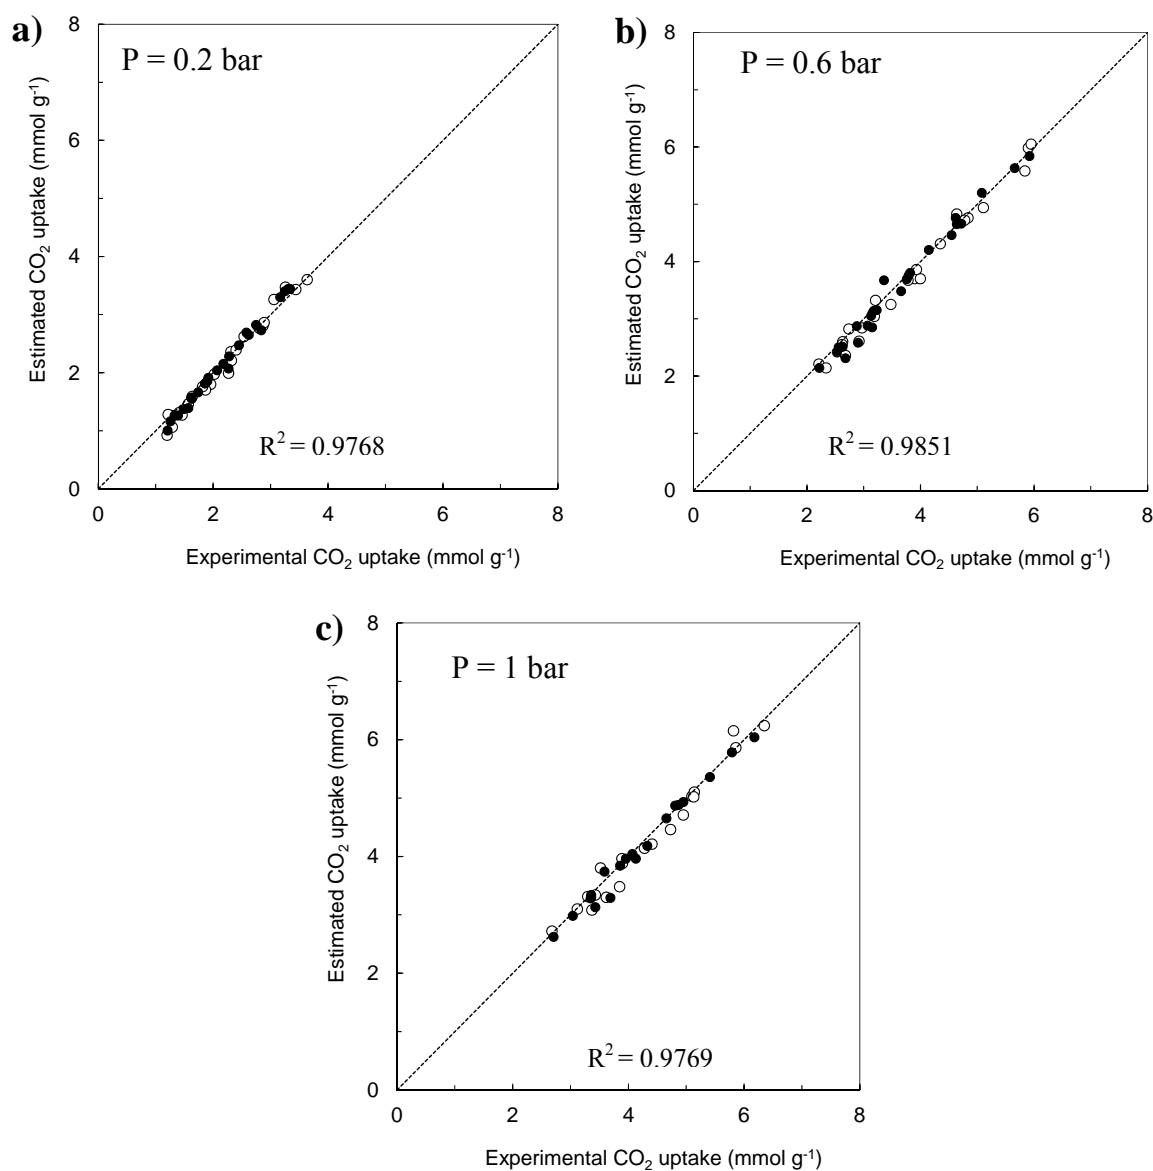 a)
P = 0.2 bar
Estimated CO₂ uptake (mmol g⁻¹)
8
6
4
2
0
R² = 0.9768
0 2 4 6 8
Experimental CO₂ uptake (mmol g⁻¹)
b)
P = 0.6 bar
Estimated CO₂ uptake (mmol g⁻¹)
8
6
4
2
0
R² = 0.9851
0 2 4 6 8
Experimental CO₂ uptake (mmol g⁻¹)
c)
P = 1 bar
Estimated CO₂ uptake (mmol g⁻¹)
8
6
4
2
0
R² = 0.9769
0 2 4 6 8
Experimental CO₂ uptake (mmol g⁻¹)